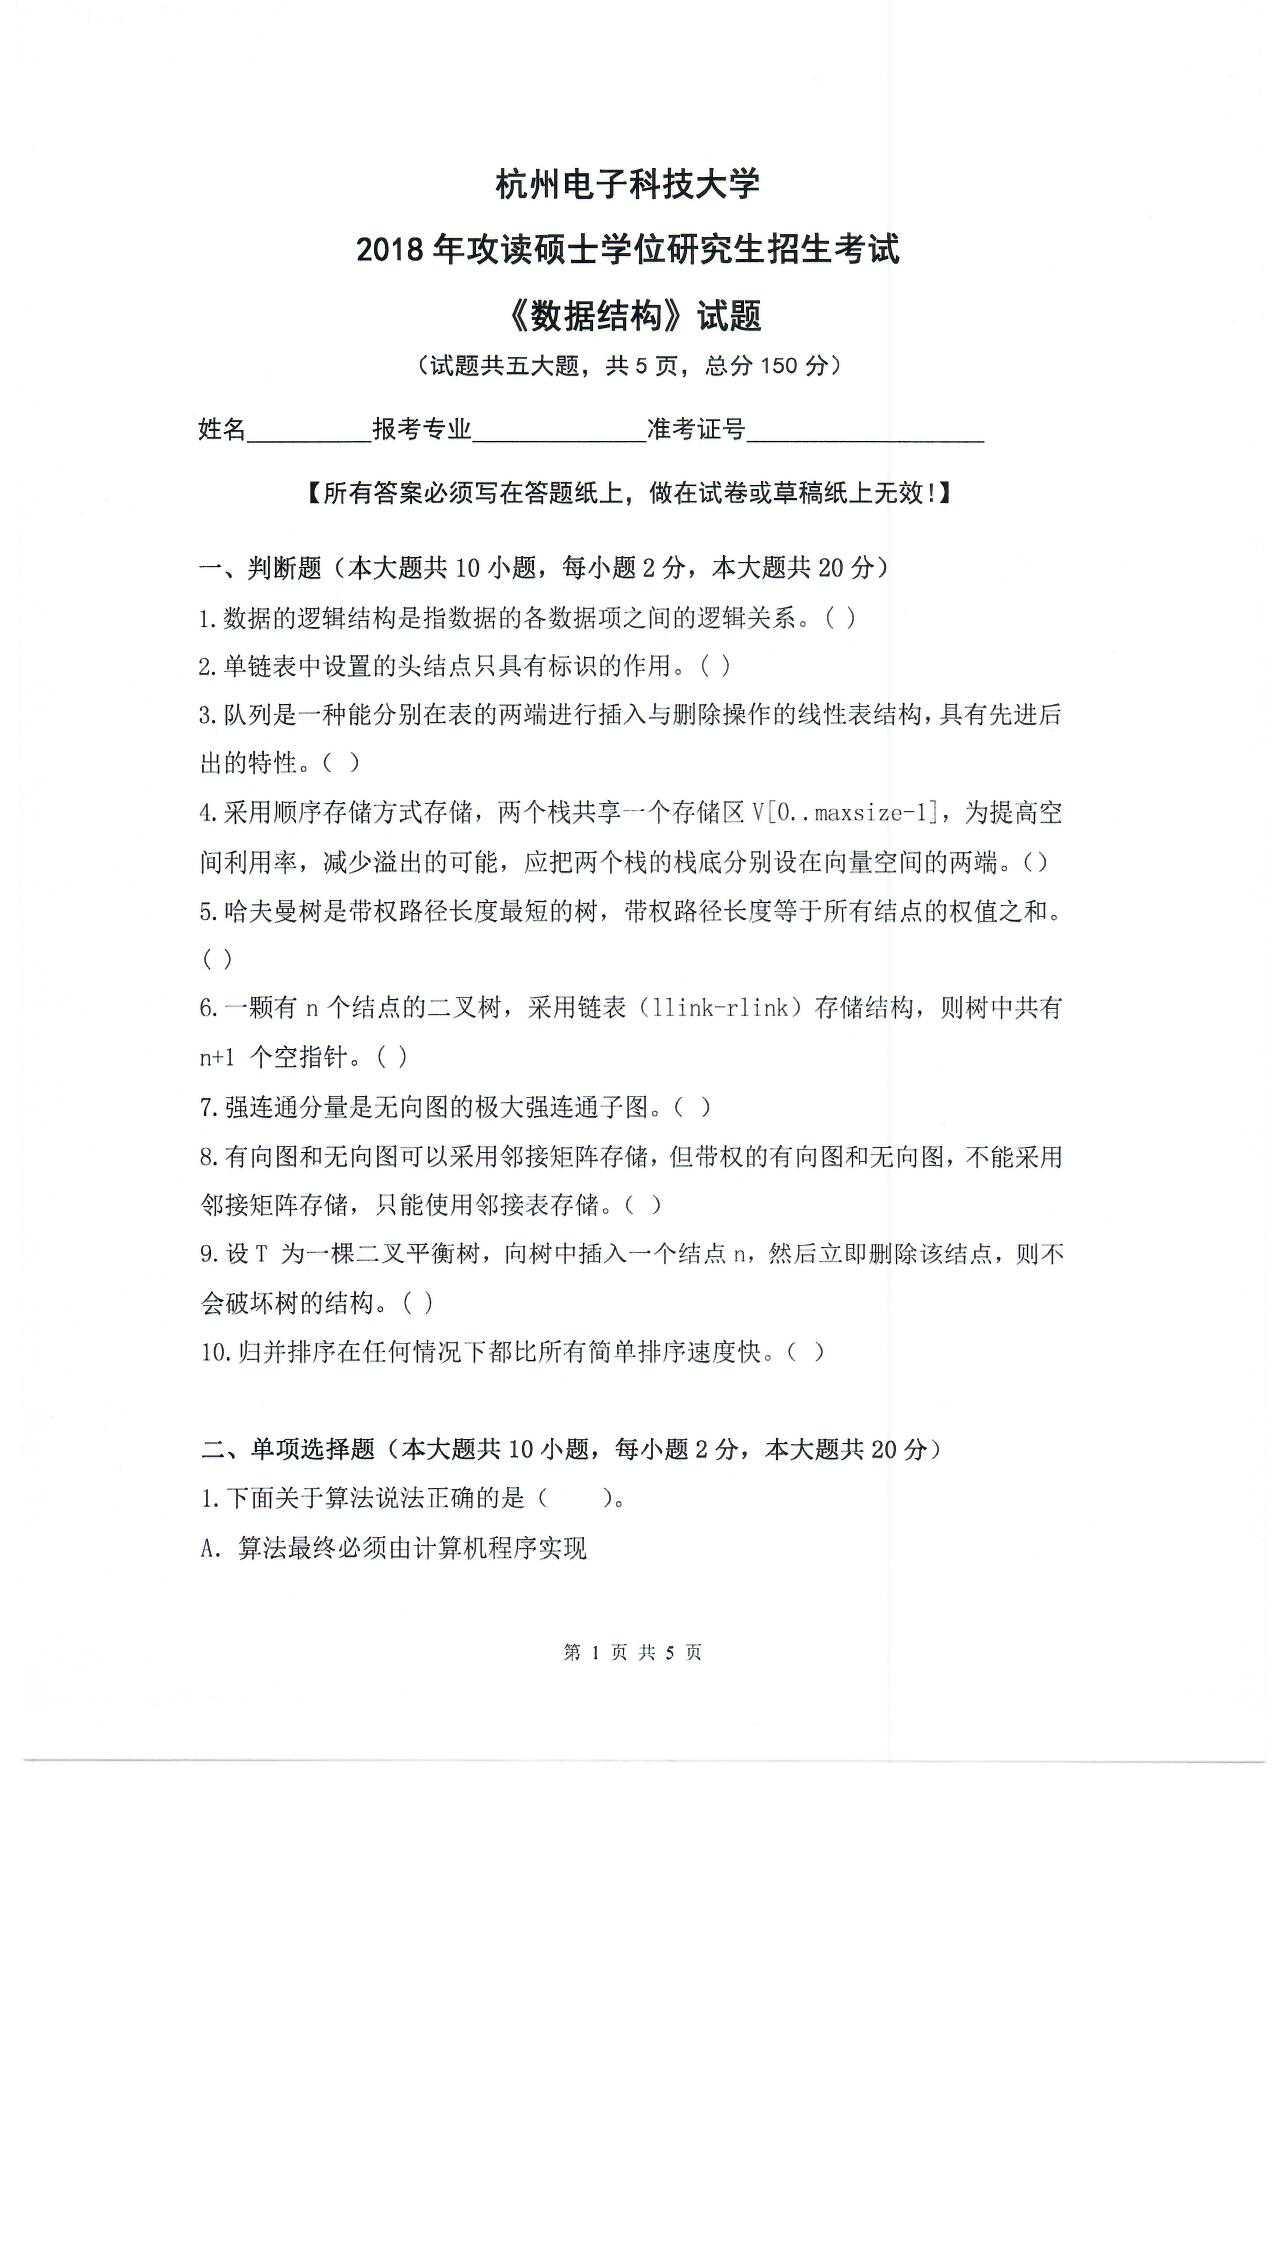 杭州电子科技大学
2018 年攻读硕士学位研究生招生考试
《数据结构》试题
（试题共五大题，共 5 页，总分 150 分）
姓名_________报考专业_____________准考证号_________________
【所有答案必须写在答题纸上，做在试卷或草稿纸上无效！】
一、判断题（本大题共 10 小题，每小题 2 分，本大题共 20 分）
1.数据的逻辑结构是指数据的各数据项之间的逻辑关系。( )
2.单链表中设置的头结点只具有标识的作用。( )
3.队列是一种能分别在表的两端进行插入与删除操作的线性表结构，具有先进后
出的特性。( )
4.采用顺序存储方式存储，两个栈共享一个存储区 V[0..maxsize-1]，为提高空
间利用率，减少溢出的可能，应把两个栈的栈底分别设在向量空间的两端。()
5.哈夫曼树是带权路径长度最短的树，带权路径长度等于所有结点的权值之和。
( )
6.一颗有 n 个结点的二叉树，采用链表（llink-rlink）存储结构，则树中共有
n+1 个空指针。( )
7.强连通分量是无向图的极大强连通子图。( )
8.有向图和无向图可以采用邻接矩阵存储，但带权的有向图和无向图，不能采用
邻接矩阵存储，只能使用邻接表存储。( )
9.设 T 为一棵二叉平衡树，向树中插入一个结点 n，然后立即删除该结点，则不
会破坏树的结构。( )
10.归并排序在任何情况下都比所有简单排序速度快。( )
二、单项选择题（本大题共 10 小题，每小题 2 分，本大题共 20 分）
1.下面关于算法说法正确的是（    ）。
A. 算法最终必须由计算机程序实现
第 1 页 共 5 页